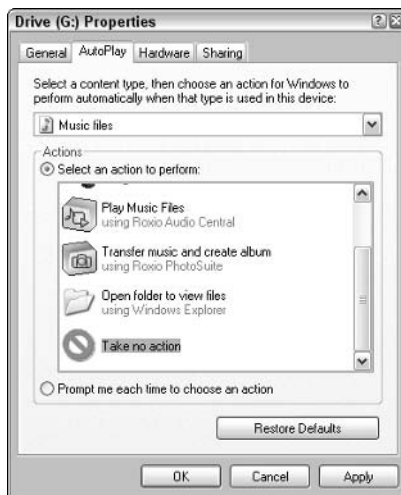 Drive (G:) Properties
General AutoPlay Hardware Sharing
Select a content type, then choose an action for Windows to
perform automatically when that type is used in this device:
Music files
Actions
Select an action to perform:
Play Music Files
using Roxio Audio Central
Transfer music and create album
using Roxio PhotoSuite
Open folder to view files
using Windows Explorer
Take no action
Prompt me each time to choose an action
Restore Defaults
OK Cancel Apply